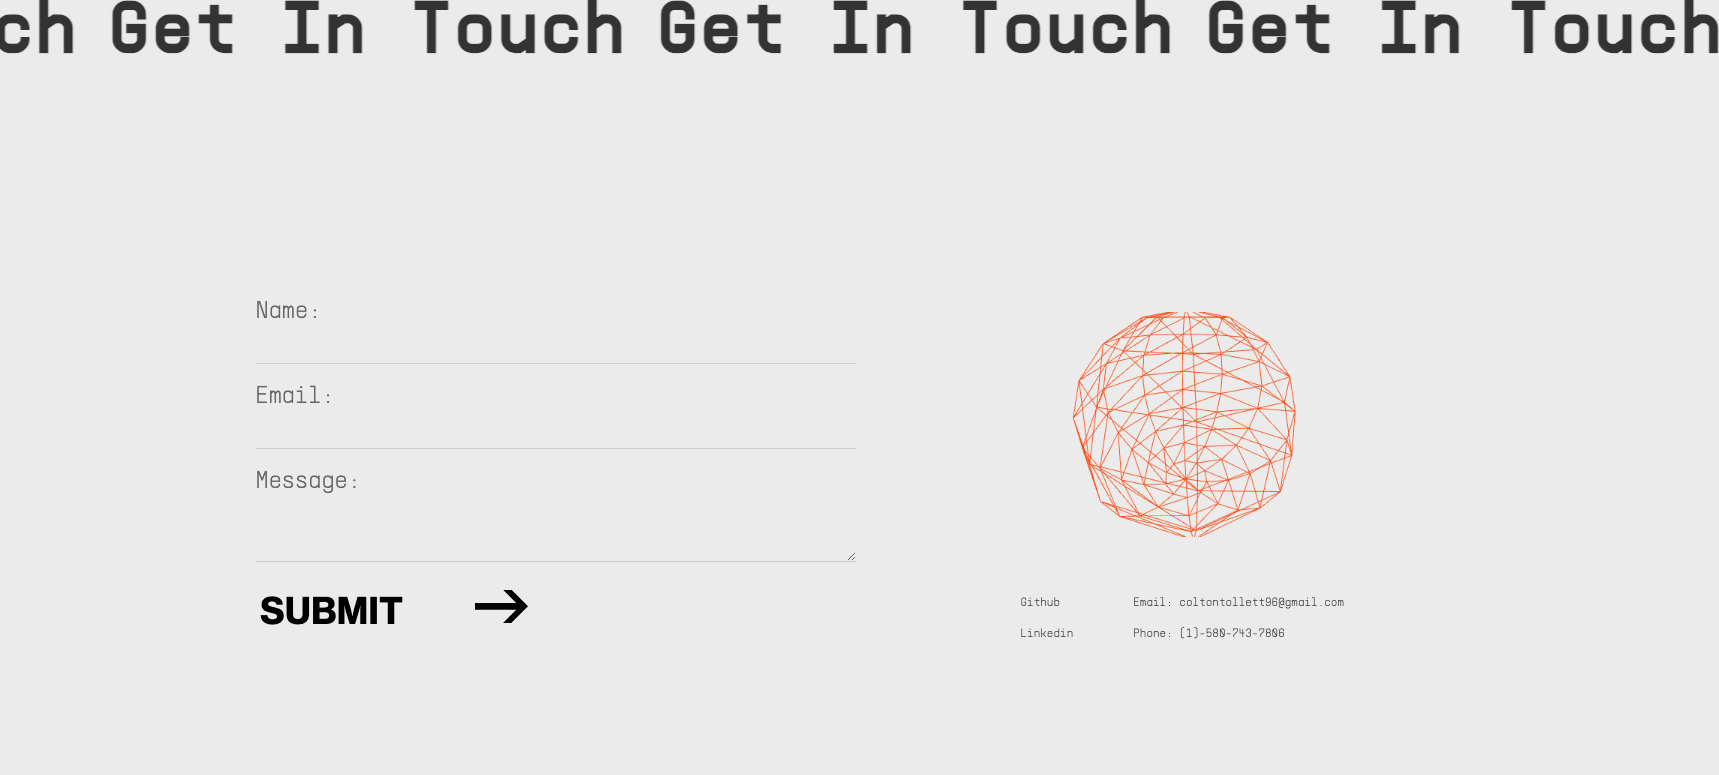 ch Get In Touch Get In Touch Get In Touch
Name:
Email:
Message:
SUBMIT
Github
Email: coltontollett96@gmail.com
Linkedin
Phone: (1)-580-743-7806